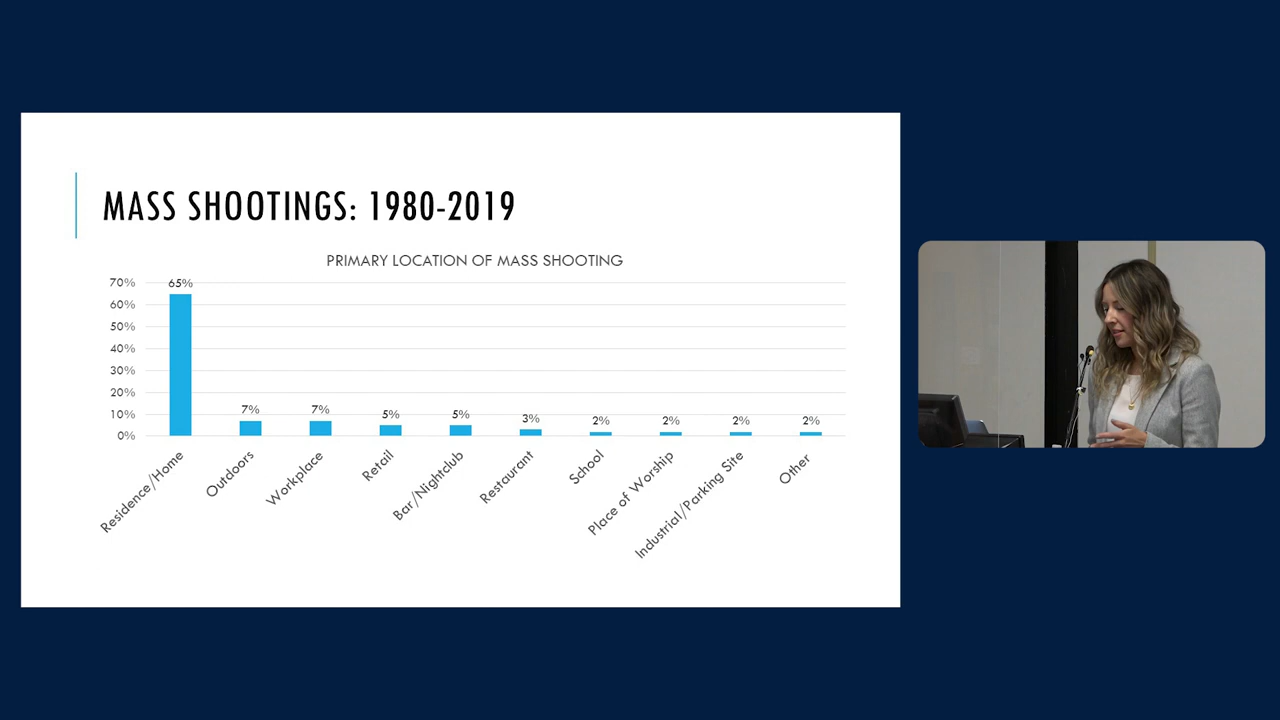 MASS SHOOTINGS: 1980-2019
PRIMARY LOCATION OF MASS SHOOTING
70%
60%
50%
40%
30%
20%
10%
0%
65%
7%
7%
5%
5%
3%
2%
2%
2%
2%
Residence/Home
Outdoors
Workplace
Retail
Bar/Nightclub
Restaurant
School
Place of Worship
Industrial/Parking Site
Other